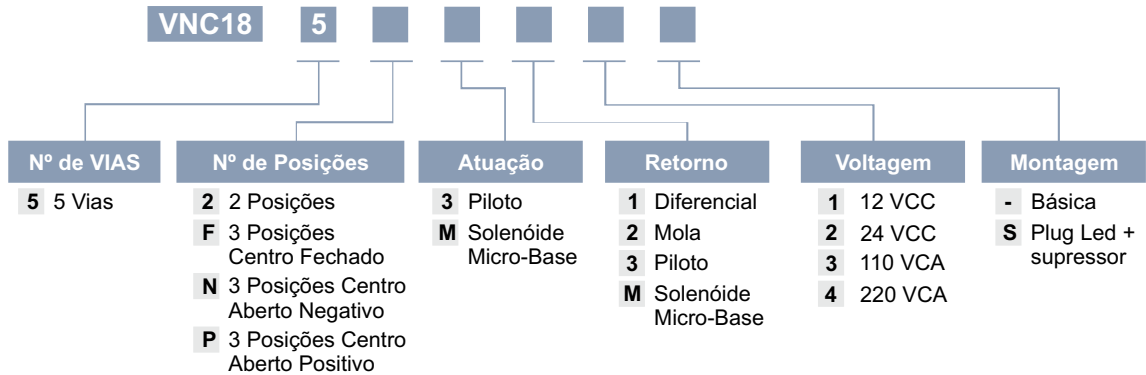 VNC18 5
Nº de VIAS
5 5 Vias
Nº de Posições
2 2 Posições
F 3 Posições
Centro Fechado
N 3 Posições Centro
Aberto Negativo
P 3 Posições Centro
Aberto Positivo
Atuação
3 Piloto
M Solenóide
Micro-Base
Retorno
1 Diferencial
2 Mola
3 Piloto
M Solenóide
Micro-Base
Voltagem
1 12 VCC
2 24 VCC
3 110 VCA
4 220 VCA
Montagem
- Básica
S Plug Led +
supressor